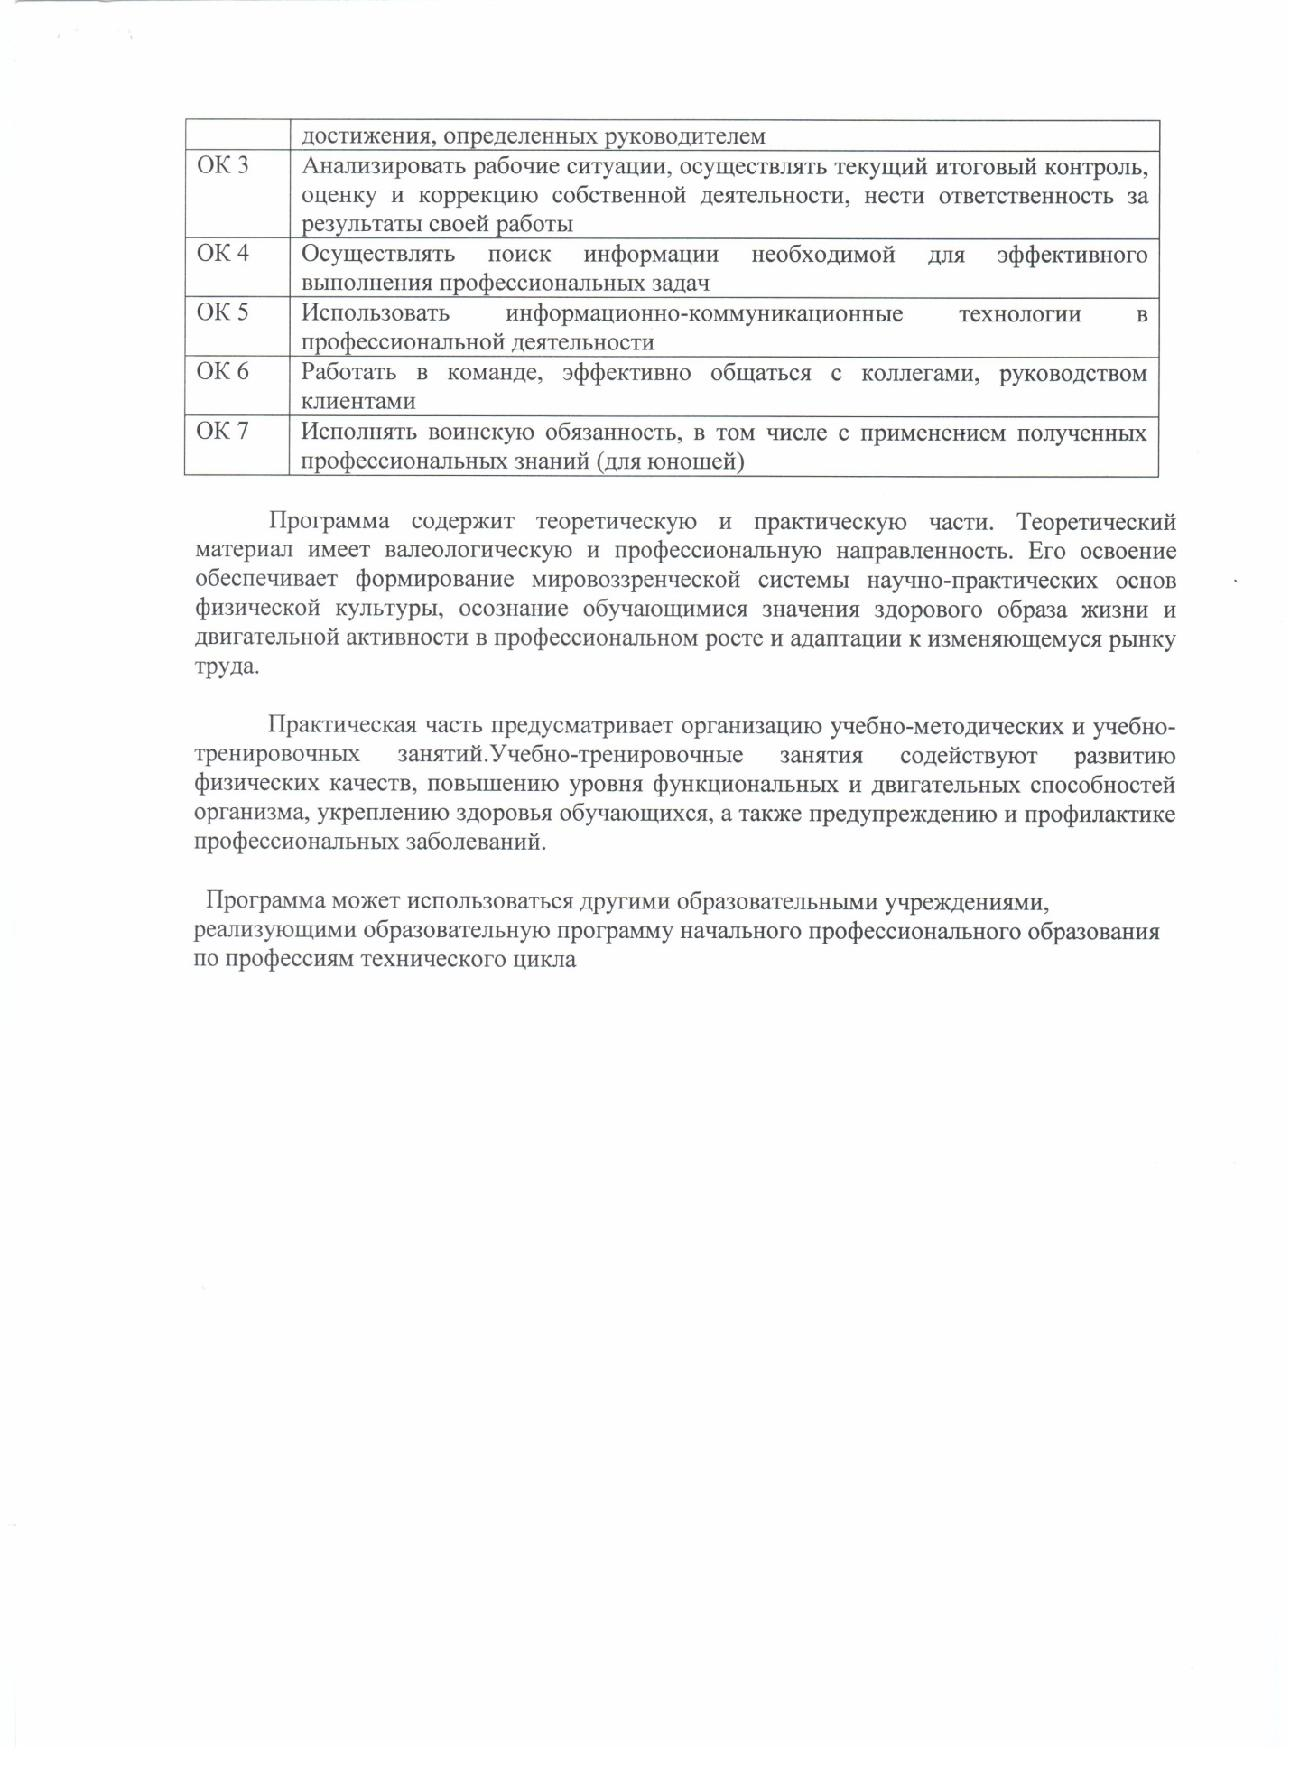 достижения, определенных руководителем
ОК 3 Анализировать рабочие ситуации, осуществлять текущий итоговый контроль,
оценку и коррекцию собственной деятельности, нести ответственность за
результаты своей работы
ОК 4 Осуществлять поиск информации необходимой для эффективного
выполнения профессиональных задач
ОК 5 Использовать информационно-коммуникационные технологии в
профессиональной деятельности
ОК 6 Работать в команде, эффективно общаться с коллегами, руководством
клиентами
ОК 7 Исполнять воинскую обязанность, в том числе с применением полученных
профессиональных знаний (для юношей)
Программа содержит теоретическую и практическую части. Теоретический
материал имеет валеологическую и профессиональную направленность. Его освоение
обеспечивает формирование мировоззренческой системы научно-практических основ
физической культуры, осознание обучающимися значения здорового образа жизни и
двигательной активности в профессиональном росте и адаптации к изменяющемуся рынку
труда.
Практическая часть предусматривает организацию учебно-методических и учебно-
тренировочных занятий.Учебно-тренировочные занятия содействуют развитию
физических качеств, повышению уровня функциональных и двигательных способностей
организма, укреплению здоровья обучающихся, а также предупреждению и профилактике
профессиональных заболеваний.
Программа может использоваться другими образовательными учреждениями,
реализующими образовательную программу начального профессионального образования
по профессиям технического цикла